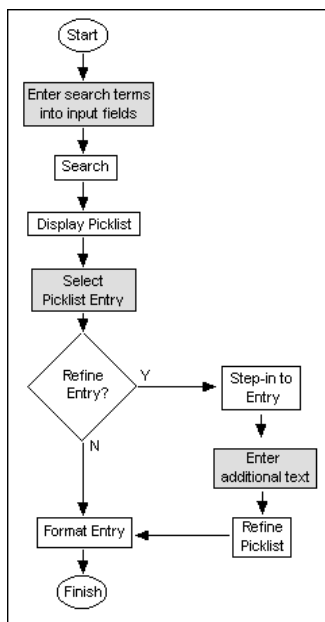 Start
Enter search terms
into input fields
Search
Display Picklist
Select
Picklist Entry
Refine
Entry?
Y
Step-in to
Entry
N
Enter
additional text
Format Entry
Refine
Picklist
Finish